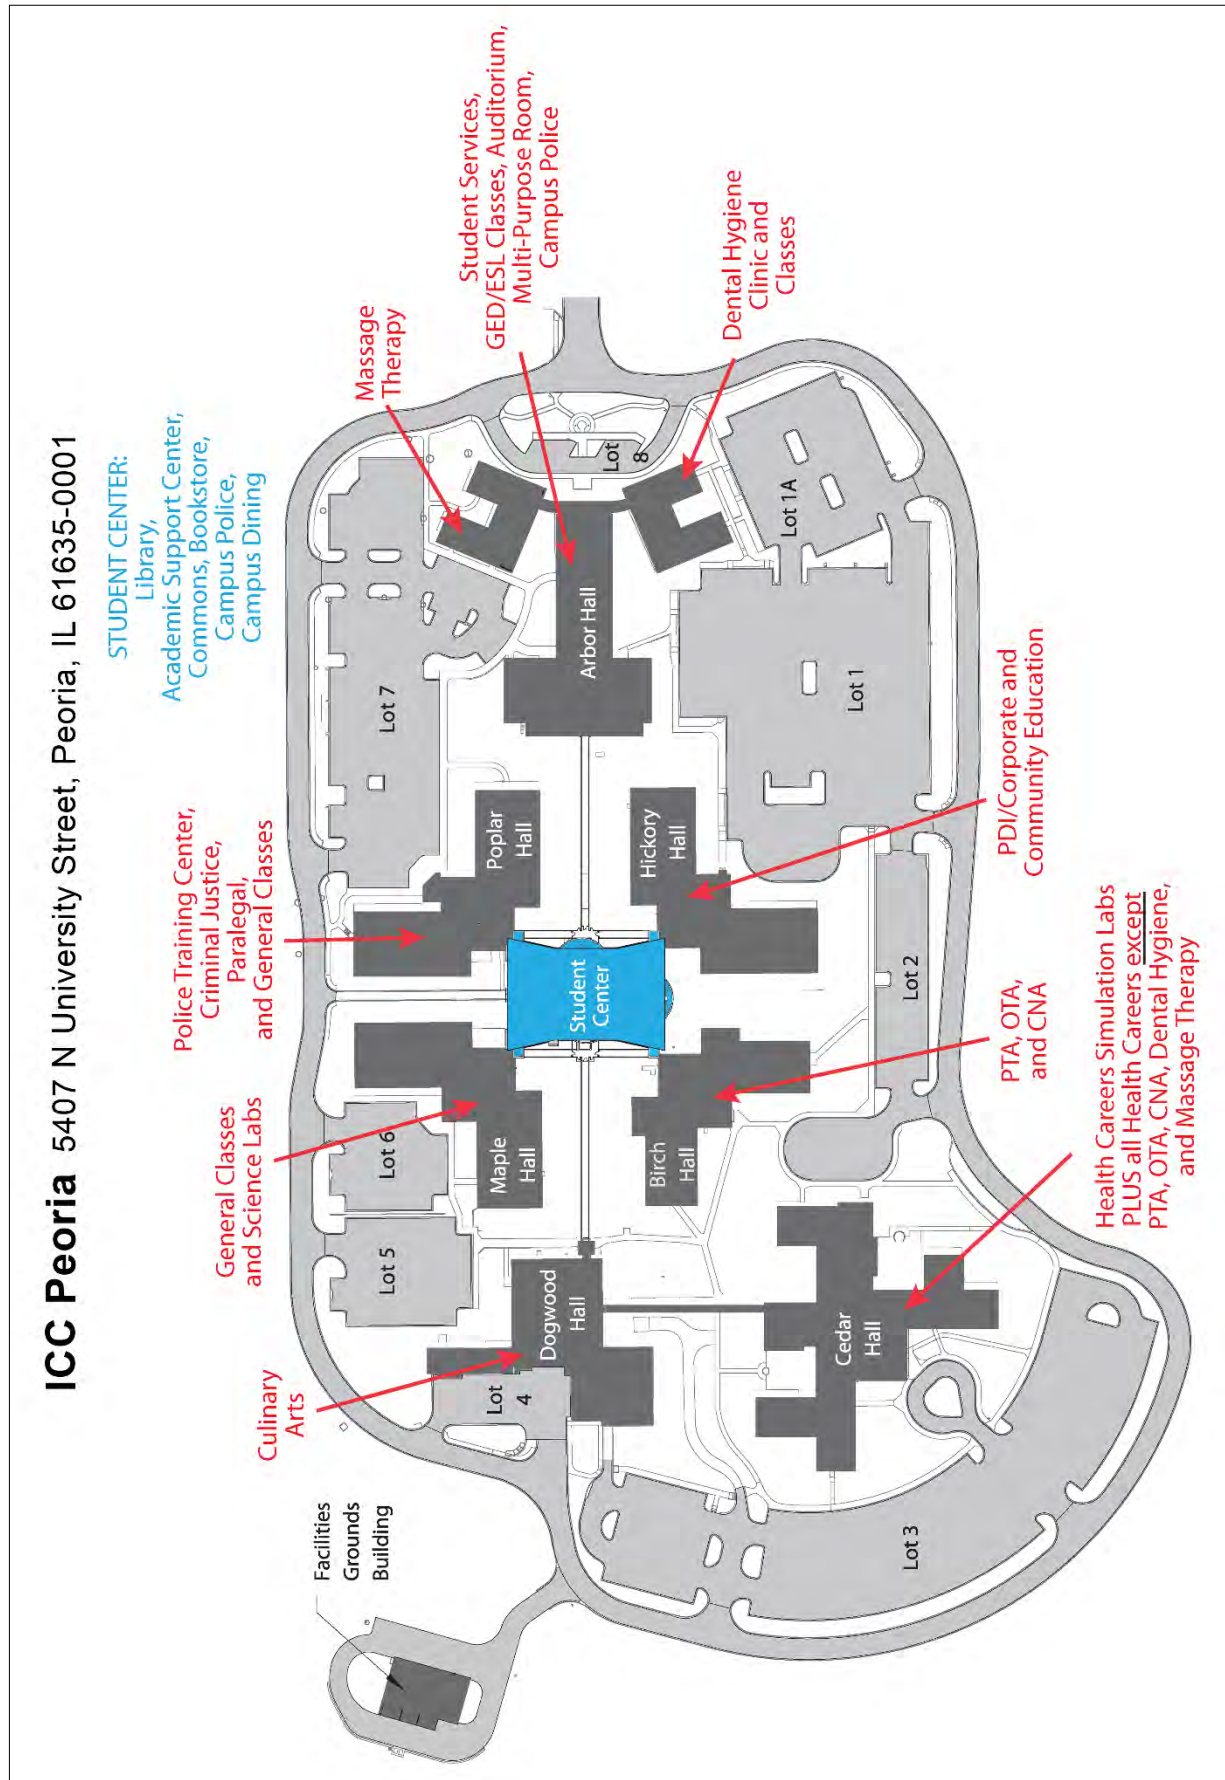 ICC Peoria 5407 N University Street, Peoria, IL 61635-0001
STUDENT CENTER:
Library,
Academic Support Center,
Commons, Bookstore,
Campus Police,
Campus Dining
Culinary
Arts
General Classes
and Science Labs
Police Training Center,
Criminal Justice,
Paralegal,
and General Classes
Massage
Therapy
Student Services,
GED/ESL Classes, Auditorium,
Multi-Purpose Room,
Campus Police
Facilities
Grounds
Building
Lot
4
Lot 5
Lot 6
Lot 7
Lot
8
Dogwood
Hall
Maple
Hall
Poplar
Hall
Student
Center
Arbor Hall
Birch
Hall
Hickory
Hall
Dental Hygiene
Clinic and
Classes
Lot 1A
Lot 1
Cedar
Hall
Lot 2
Lot 3
PTA, OTA,
and CNA
PDI/Corporate and
Community Education
Health Careers Simulation Labs
PLUS all Health Careers except
PTA, OTA, CNA, Dental Hygiene,
and Massage Therapy